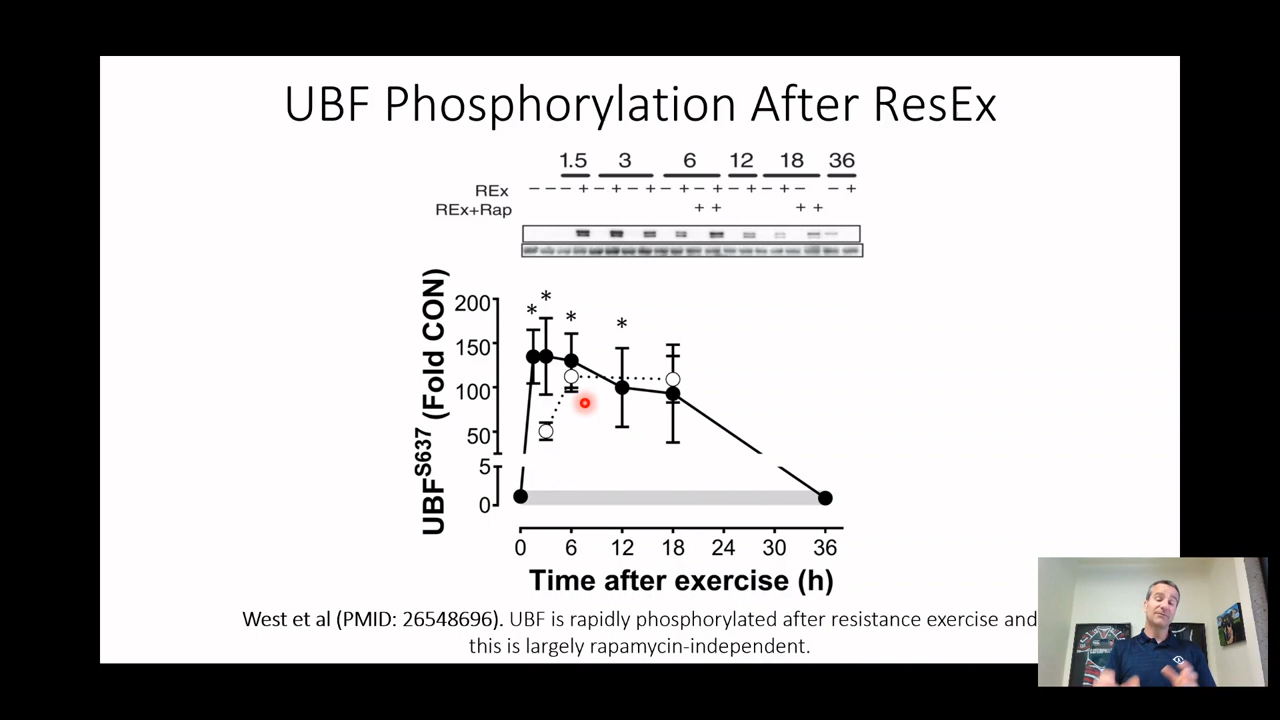 UBF Phosphorylation After ResEx
1.5 3 6 12 18 36
REx − − − + − + − + − + − + − + − + − − +
REx+Rap + + + +
UBF^S637 (Fold CON)
200
150
100
50
5
0
* * * *
0 6 12 18 24 30 36
Time after exercise (h)
West et al (PMID: 26548696). UBF is rapidly phosphorylated after resistance exercise and
this is largely rapamycin-independent.